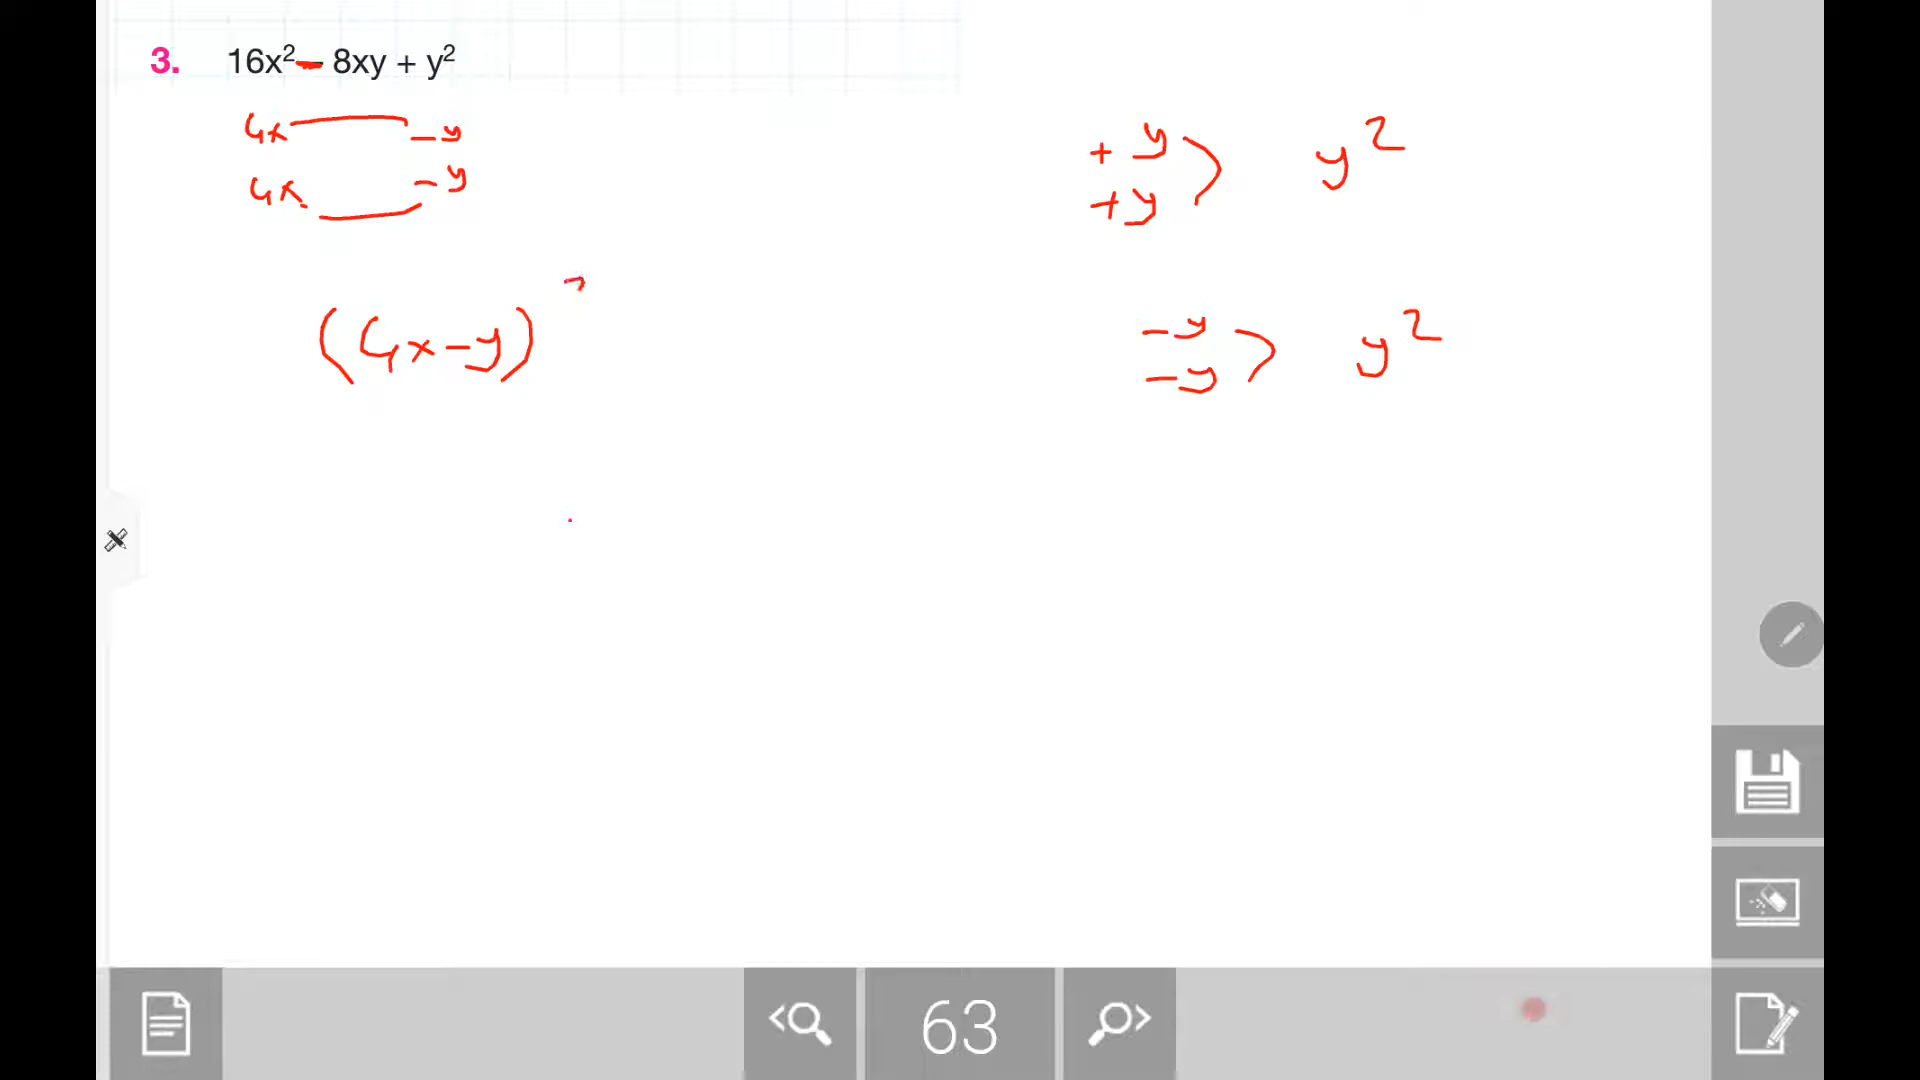 3. 16x² - 8xy + y²
4x - y
4x - y
(4x - y)²
+ y
+ y
y²
- y
- y
y²
63